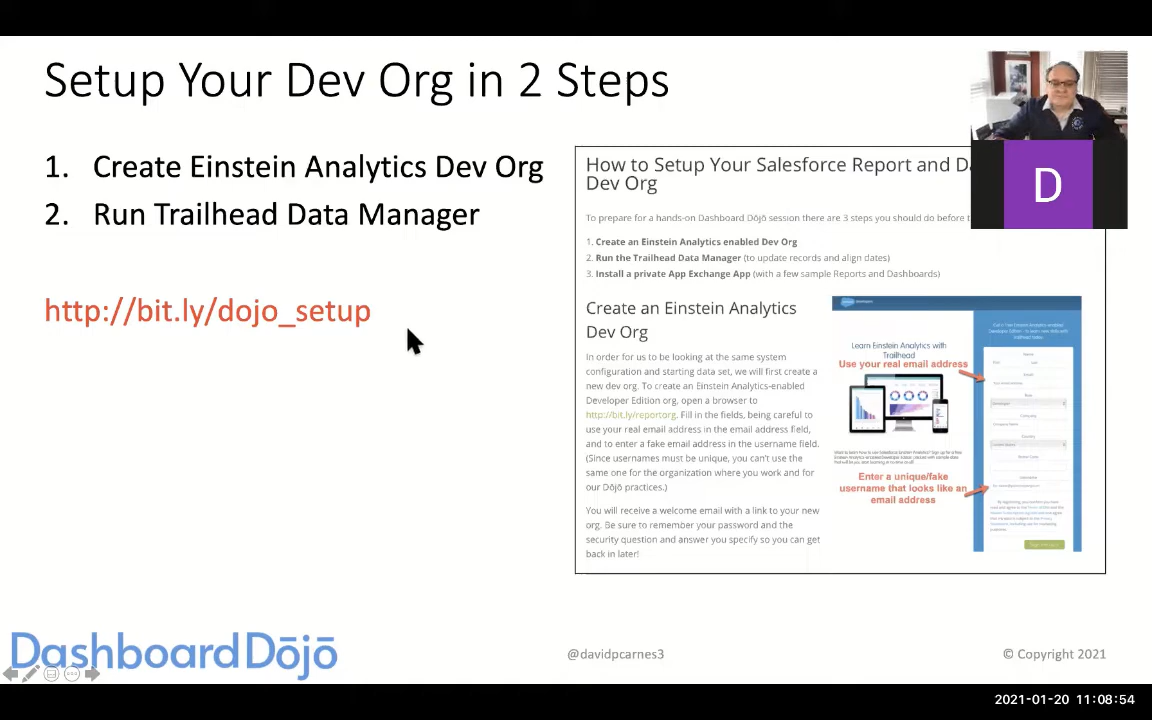 Setup Your Dev Org in 2 Steps
1. Create Einstein Analytics Dev Org
2. Run Trailhead Data Manager
http://bit.ly/dojo_setup
How to Setup Your Salesforce Report and
Dev Org
To prepare for a hands-on Dashboard Dōjō session there are 3 steps you should do before
1. Create an Einstein Analytics enabled Dev Org
2. Run the Trailhead Data Manager (to update records and align dates)
3. Install a private App Exchange App (with a few sample Reports and Dashboards)
Create an Einstein Analytics
Dev Org
In order for us to be looking at the same system
configuration and starting data set, we will first create a
new dev org. To create an Einstein Analytics-enabled
Developer Edition org, open a browser to
http://bit.ly/reportorg. Fill in the fields, being careful to
use your real email address in the email address field,
and to enter a fake email address in the username field.
(Since usernames must be unique, you can't use the
same one for the organization where you work and for
our Dōjō practices.)
You will receive a welcome email with a link to your new
org. Be sure to remember your password and the
security question and answer you specify so you can get
back in later!
Learn Einstein Analytics with
Trailhead
Use your real email address
Enter a unique/fake
username that looks like an
email address
D
DashboardDōjō
@davidpcarnes3
© Copyright 2021
2021-01-20 11:08:54